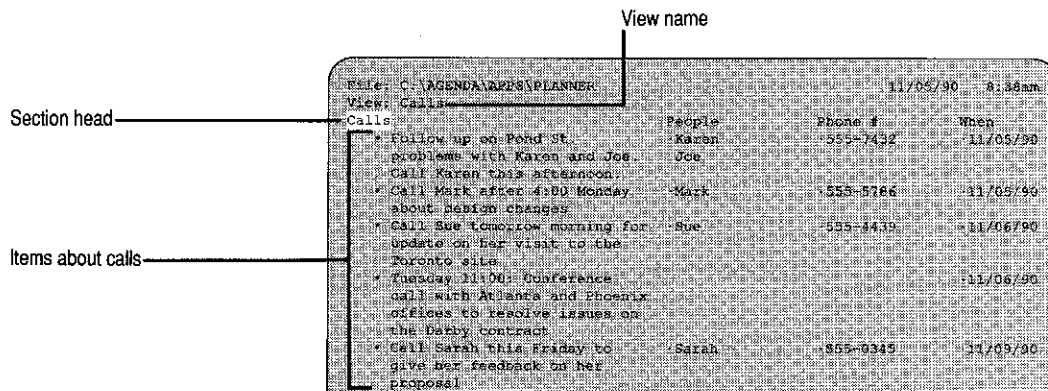 View name
File: C:\AGENDA\APPS\PLANNER 11/05/90 8:38am
View: Calls
Section head
Calls People Phone # When
• Follow up on Pond St. ·Karen ·555-7432 ·11/05/90
problems with Karen and Joe. Joe
Call Karen this afternoon.
• Call Mark after 4:00 Monday ·Mark ·555-5786 ·11/05/90
about design changes
• Call Sue tomorrow morning for ·Sue ·555-4439 ·11/06/90
update on her visit to the
Toronto site
Items about calls
• Tuesday 11:00: Conference ·11/06/90
call with Atlanta and Phoenix
offices to resolve issues on
the Darby contract
• Call Sarah this Friday to ·Sarah ·555-0345 ·11/09/90
give her feedback on her
proposal